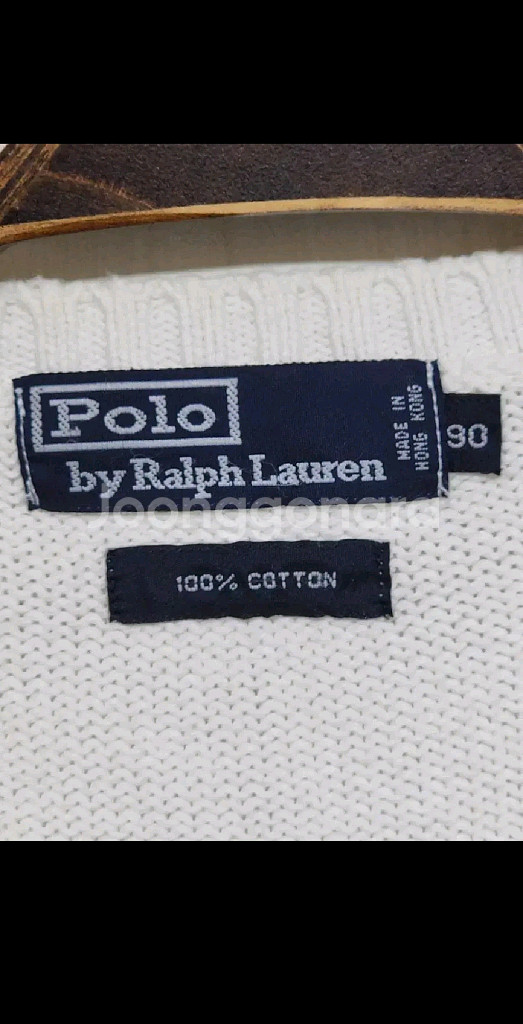 Polo
by Ralph Lauren
MADE IN
HONG KONG
90
Joonggonara
100% COTTON